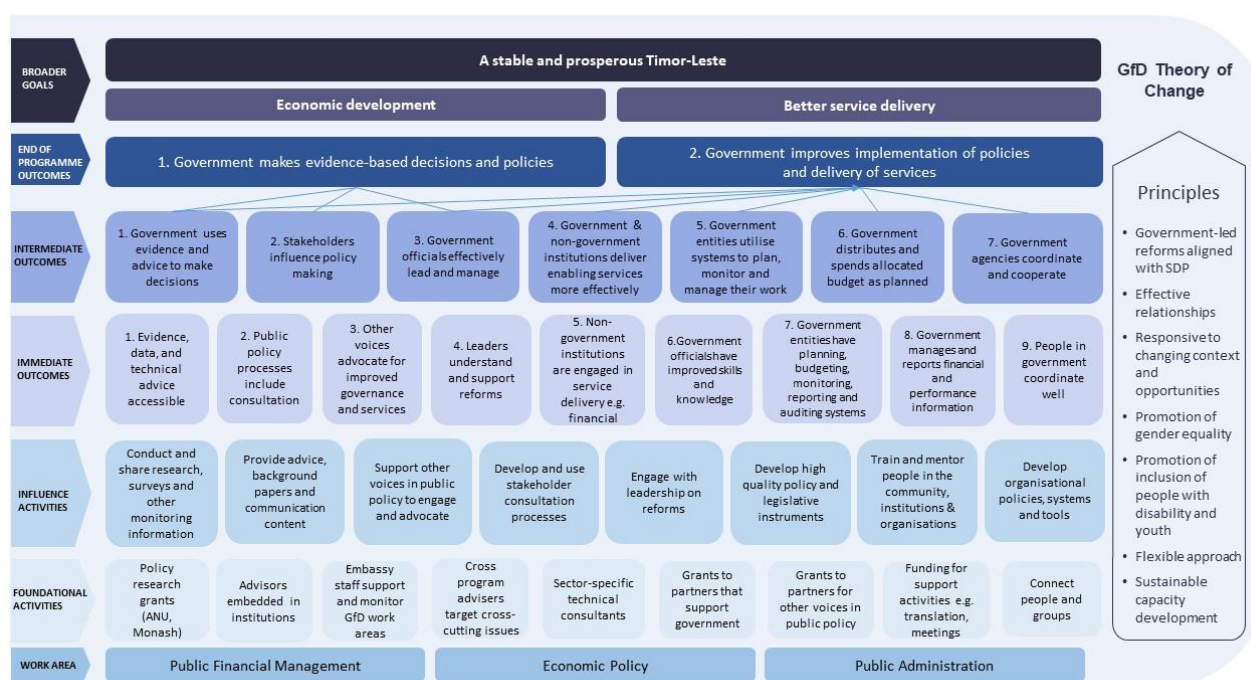 BROADER
GOALS
A stable and prosperous Timor-Leste
Economic development
Better service delivery
END OF
PROGRAMME
OUTCOMES
1. Government makes evidence-based decisions and policies
2. Government improves implementation of policies
and delivery of services
INTERMEDIATE
OUTCOMES
1. Government uses
evidence and
advice to make
decisions
2. Stakeholders
influence policy
making
3. Government
officials effectively
lead and manage
4. Government &
non-government
institutions deliver
enabling services
more effectively
5. Government
entities utilise
systems to plan,
monitor and
manage their work
6. Government
distributes and
spends allocated
budget as planned
7. Government
agencies coordinate
and cooperate
IMMEDIATE
OUTCOMES
1. Evidence,
data, and
technical
advice
accessible
2. Public
policy
processes
include
consultation
3. Other
voices
advocate for
improved
governance
and services
4. Leaders
understand
and support
reforms
5. Non-
government
institutions
are engaged in
service
delivery e.g.
financial
6.Government
officials have
improved skills
and
knowledge
7. Government
entities have
planning,
budgeting,
monitoring,
reporting and
auditing systems
8. Government
manages and
reports financial
and
performance
information
9. People in
government
coordinate
well
INFLUENCE
ACTIVITIES
Conduct and
share research,
surveys and
other
monitoring
information
Provide advice,
background
papers and
communication
content
Support other
voices in public
policy to engage
and advocate
Develop and use
stakeholder
consultation
processes
Engage with
leadership on
reforms
Develop high
quality policy and
legislative
instruments
Train and mentor
people in the
community,
institutions &
organisations
Develop
organisational
policies, systems
and tools
FOUNDATIONAL
ACTIVITIES
Policy
research
grants
(ANU,
Monash)
Advisors
embedded in
institutions
Embassy
staff support
and monitor
GfD work
areas
Cross
program
advisers
target cross-
cutting issues
Sector-specific
technical
consultants
Grants to
partners that
support
government
Grants to
partners for
other voices in
public policy
Funding for
support
activities e.g.
translation,
meetings
Connect
people and
groups
WORK AREA
Public Financial Management
Economic Policy
Public Administration
GfD Theory of
Change
Principles
• Government-led
reforms aligned
with SDP
• Effective
relationships
• Responsive to
changing context
and
opportunities
• Promotion of
gender equality
• Promotion of
inclusion of
people with
disability and
youth
• Flexible approach
• Sustainable
capacity
development